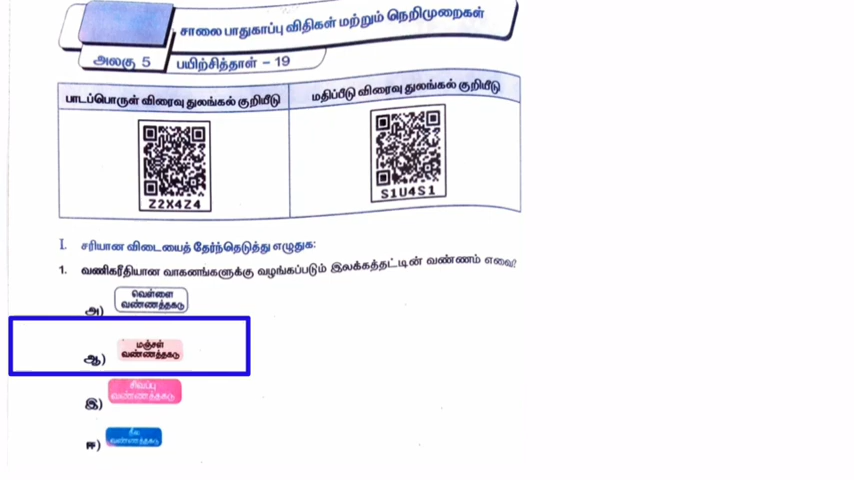 சாலை பாதுகாப்பு விதிகள் மற்றும் நெறிமுறைகள்
அலகு 5 பயிற்சித்தாள் – 19
பாடப்பொருள் விரைவு துலங்கல் குறியீடு மதிப்பீடு விரைவு துலங்கல் குறியீடு
Z2X4Z4 S1U4S1
I. சரியான விடையைத் தேர்ந்தெடுத்து எழுதுக:
1. வணிகரீதியான வாகனங்களுக்கு வழங்கப்படும் இலக்கத்தட்டின் வண்ணம் எவை?
வெள்ளை
அ) வண்ணத்தகடு
மஞ்சள்
ஆ) வண்ணத்தகடு
சிவப்பு
இ) வண்ணத்தகடு
நீல
ஈ) வண்ணத்தகடு